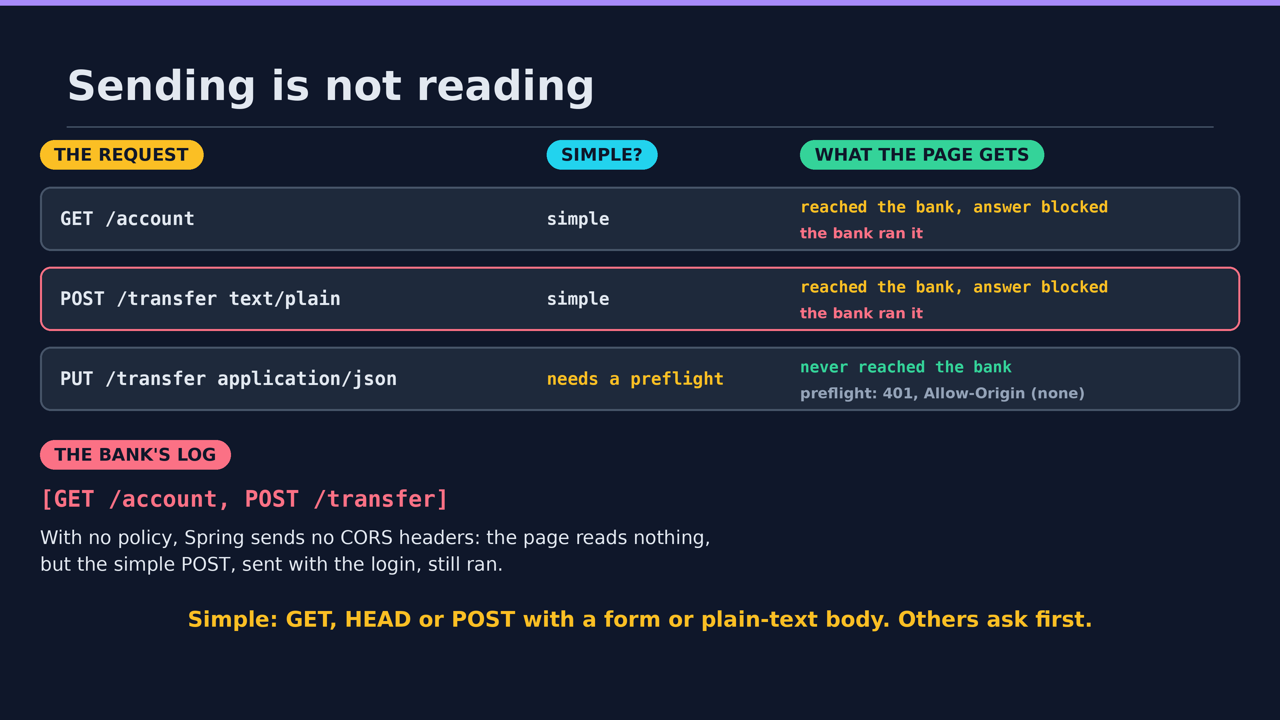 Sending is not reading
THE REQUEST
SIMPLE?
WHAT THE PAGE GETS
GET /account
simple
reached the bank, answer blocked
the bank ran it
POST /transfer text/plain
simple
reached the bank, answer blocked
the bank ran it
PUT /transfer application/json
needs a preflight
never reached the bank
preflight: 401, Allow-Origin (none)
THE BANK'S LOG
[GET /account, POST /transfer]
With no policy, Spring sends no CORS headers: the page reads nothing,
but the simple POST, sent with the login, still ran.
Simple: GET, HEAD or POST with a form or plain-text body. Others ask first.